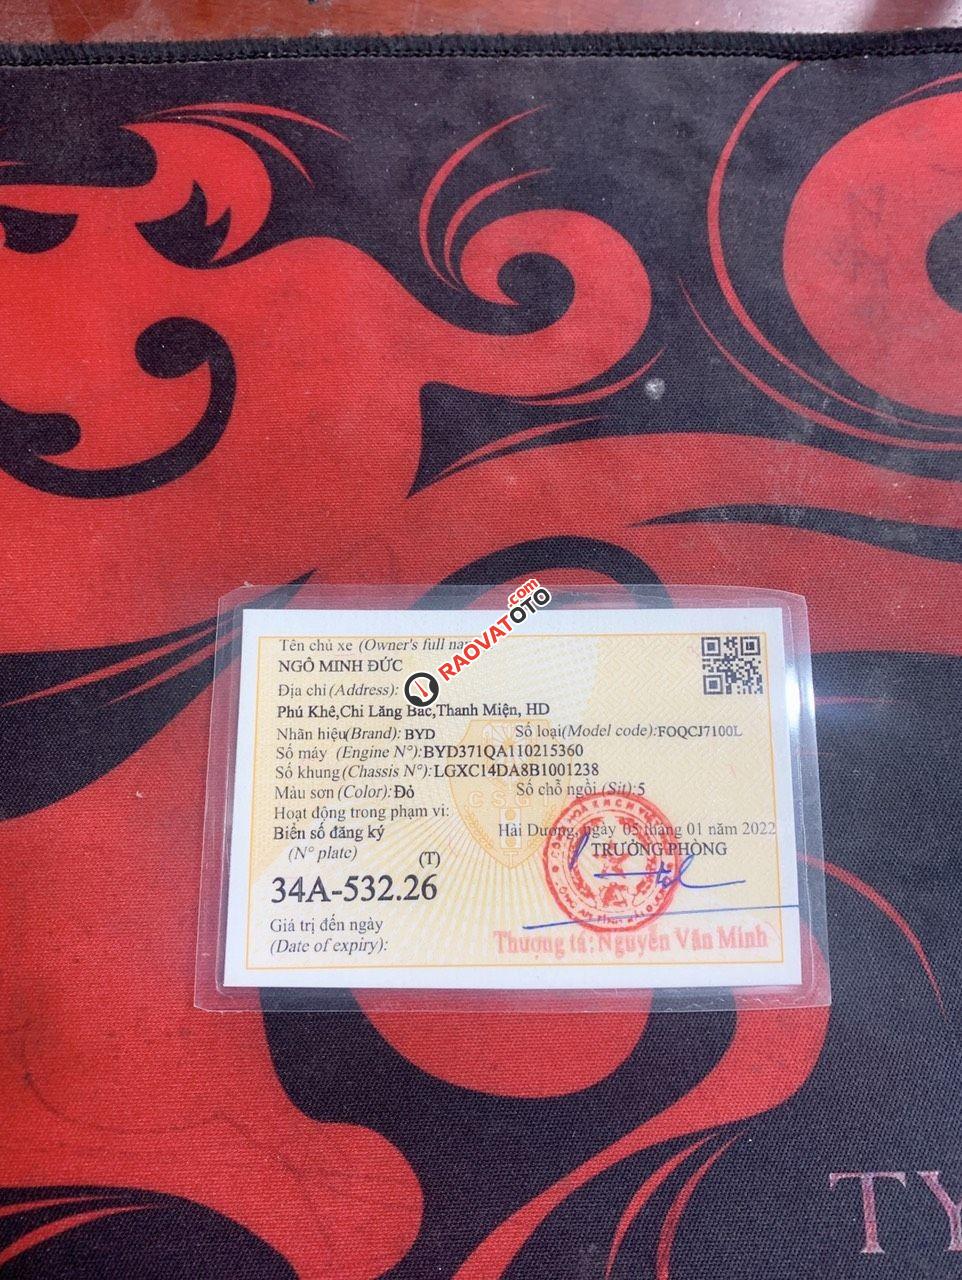 Tên chủ xe (Owner's full na
NGÔ MINH ĐỨC
Địa chỉ (Address):
RAOVATOTO.com
Phú Khê,Chi Lăng Bắc,Thanh Miện, HD
Nhãn hiệu(Brand): BYD Số loại(Model code):FOQCJ7100L
Số máy (Engine N°):BYD371QA110215360
Số khung (Chassis N°):LGXC14DA8B1001238
Màu sơn (Color):Đỏ Số chỗ ngồi (Sit):5
Hoạt động trong phạm vi:
Biển số đăng ký Hải Dương, ngày 05 tháng 01 năm 2022
(N° plate) (T) TRƯỞNG PHÒNG
34A-532.26
Giá trị đến ngày
(Date of expiry): Thượng tá: Nguyễn Văn Minh
CSGT
TY